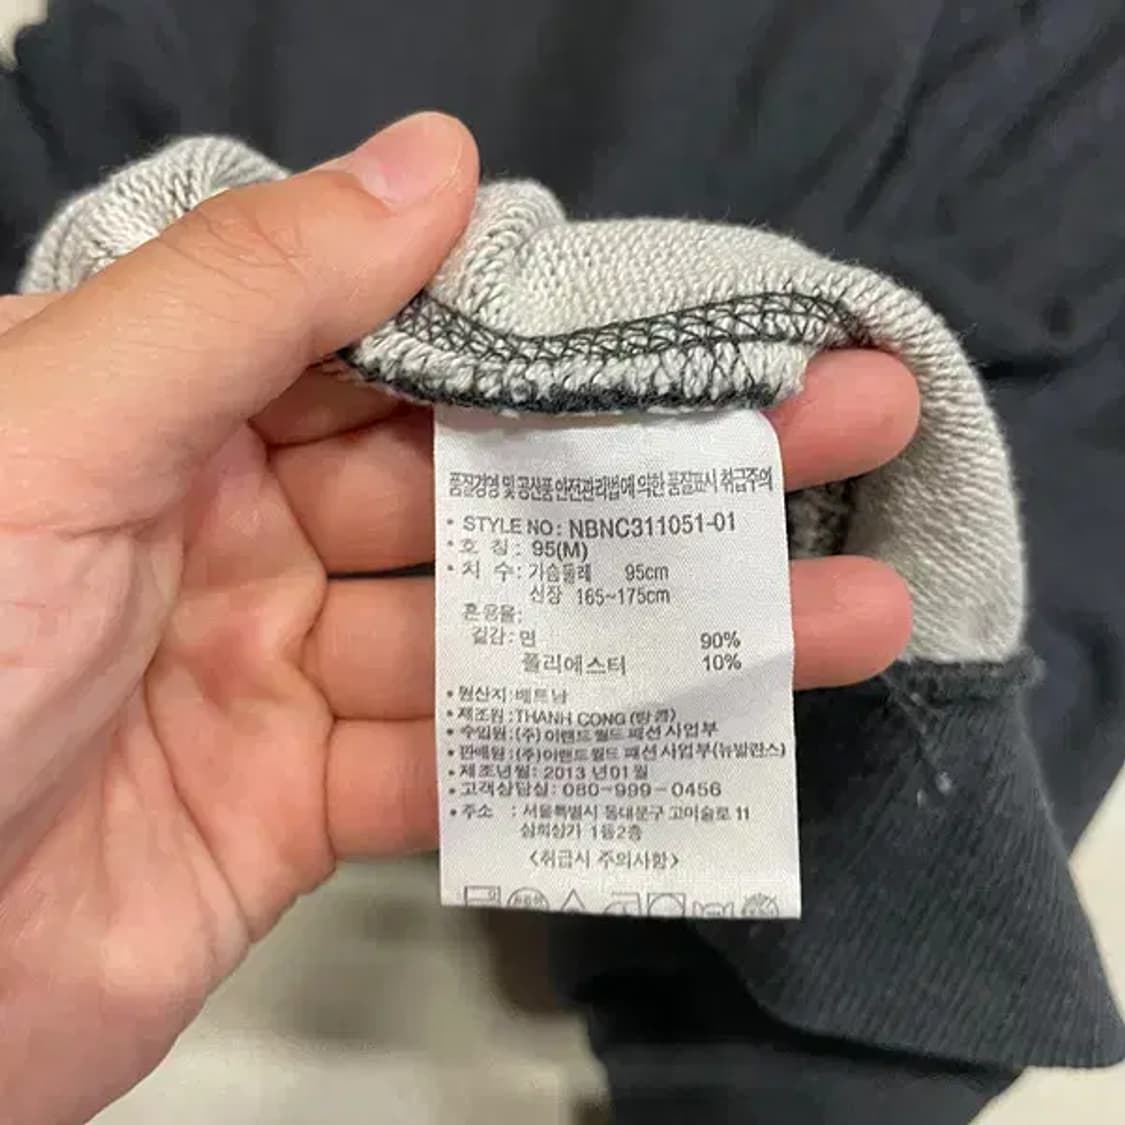 품질경영 및 공산품 안전관리법에 의한 품질표시 취급주의
• STYLE NO: NBNC311051-01
• 호 칭: 95(M)
• 치 수: 가슴둘레 95cm
신장 165~175cm
혼용율:
겉감: 면 90%
폴리에스터 10%
• 원산지:베트남
• 제조원:THANH CONG (탕콩)
• 수입원:(주)이랜드월드 패션사업부
• 판매원:(주)이랜드월드 패션사업부(뉴발란스)
• 제조년월: 2013 년01월
• 고객상담실: 080-999-0456
• 주소 : 서울특별시 동대문구 고미술로 11
삼희상가 1동2층
<취급시 주의사항>